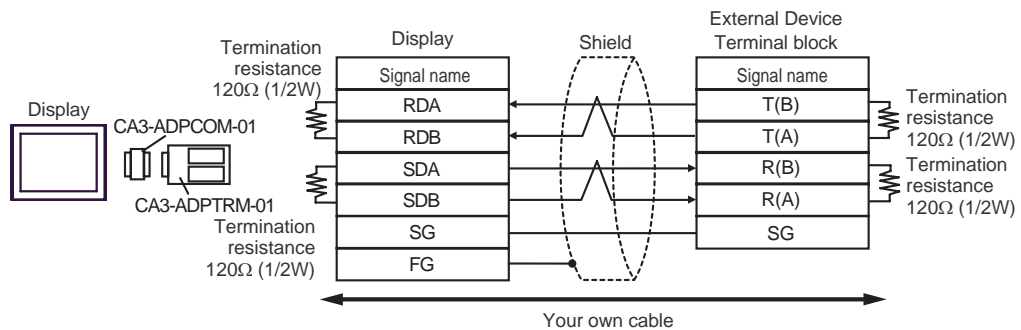 External Device
Display
Shield
Terminal block
Termination
resistance
120Ω (1/2W)
Signal name
Signal name
RDA
T(B)
Termination
resistance
120Ω (1/2W)
Display
CA3-ADPCOM-01
RDB
T(A)
SDA
R(B)
Termination
resistance
120Ω (1/2W)
CA3-ADPTRM-01
SDB
R(A)
Termination
resistance
120Ω (1/2W)
SG
SG
FG
Your own cable